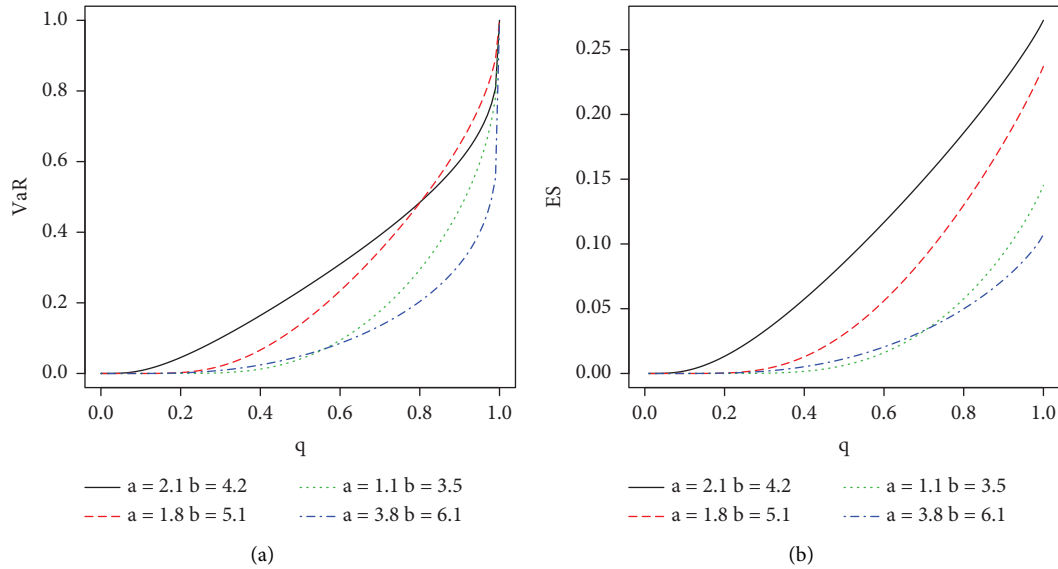 1.0
0.8
0.6
0.4
0.2
0.0
VaR
0.0 0.2 0.4 0.6 0.8 1.0
q
a = 2.1 b = 4.2
a = 1.8 b = 5.1
a = 1.1 b = 3.5
a = 3.8 b = 6.1
(a)
0.25
0.20
0.15
0.10
0.05
0.00
ES
0.0 0.2 0.4 0.6 0.8 1.0
q
a = 2.1 b = 4.2
a = 1.8 b = 5.1
a = 1.1 b = 3.5
a = 3.8 b = 6.1
(b)